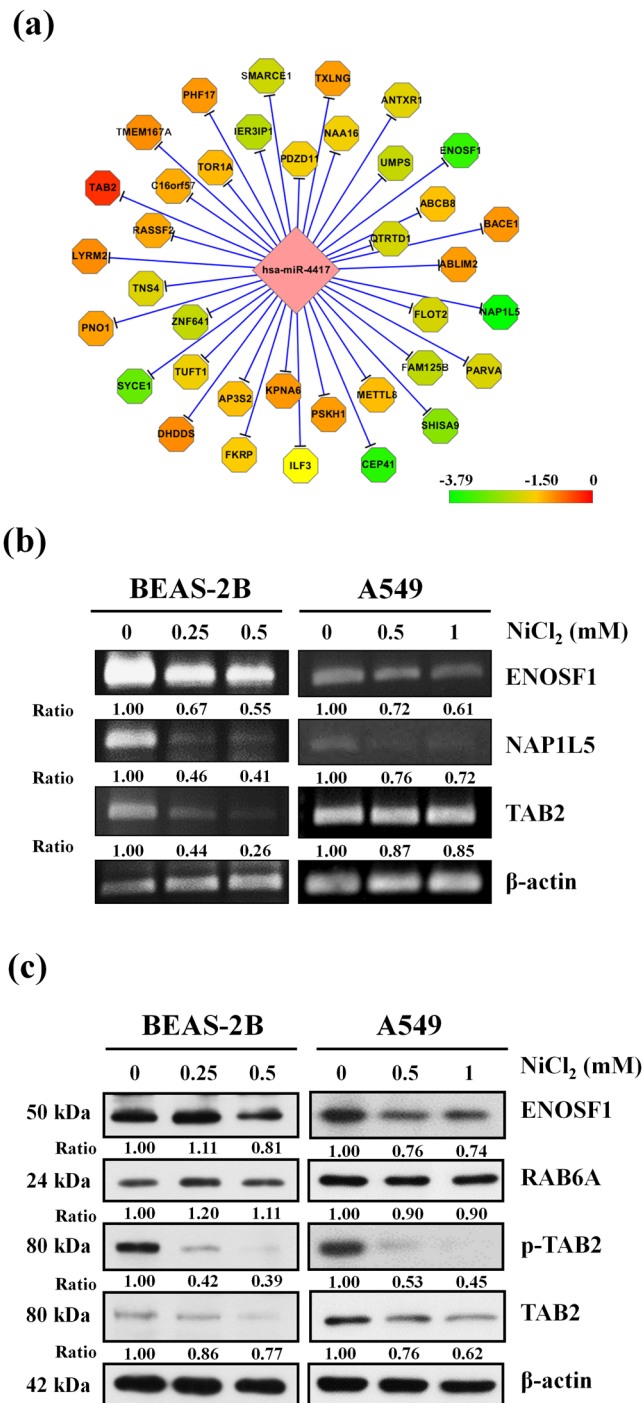 (a)
SMARCE1
TXLNG
PHF17
ANTXR1
TMEM167A
IER3IP1
NAA16
ENOSF1
TOR1A
PDZD11
UMPS
TAB2
C16orf57
ABCB8
RASSF2
QTRTD1
BACE1
LYRM2
hsa-miR-4417
ABLIM2
TNS4
PNO1
ZNF641
FLOT2
NAP1L5
SYCE1
TUFT1
FAM125B
PARVA
AP3S2
KPNA6
METTL8
DHDDS
PSKH1
SHISA9
FKRP
ILF3
CEP41
-3.79 -1.50 0
(b)
BEAS-2B A549
0 0.25 0.5 0 0.5 1 NiCl2 (mM)
ENOSF1
Ratio 1.00 0.67 0.55 1.00 0.72 0.61
NAP1L5
Ratio 1.00 0.46 0.41 1.00 0.76 0.72
TAB2
Ratio 1.00 0.44 0.26 1.00 0.87 0.85
β-actin
(c)
BEAS-2B A549
0 0.25 0.5 0 0.5 1 NiCl2 (mM)
50 kDa ENOSF1
Ratio 1.00 1.11 0.81 1.00 0.76 0.74
24 kDa RAB6A
Ratio 1.00 1.20 1.11 1.00 0.90 0.90
80 kDa p-TAB2
Ratio 1.00 0.42 0.39 1.00 0.53 0.45
80 kDa TAB2
Ratio 1.00 0.86 0.77 1.00 0.76 0.62
42 kDa β-actin